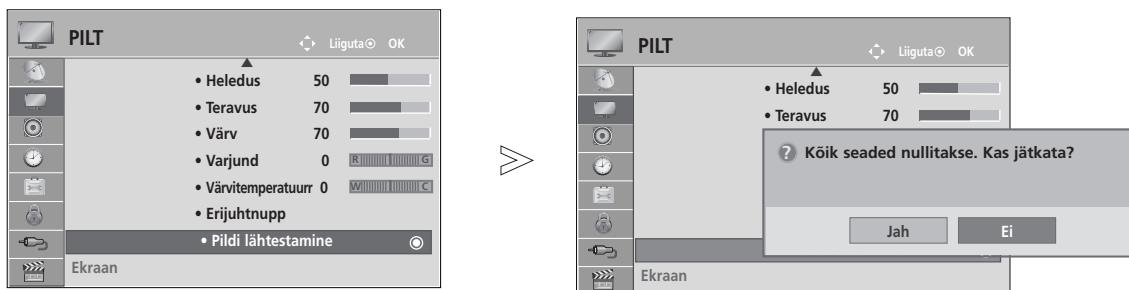 PILT
Liiguta OK
• Heledus 50
• Teravus 70
• Värv 70
• Varjund 0 R G
• Värvitemperatuurr 0 W C
• Erijuhtnupp
• Pildi lähtestamine
Ekraan
PILT
Liiguta OK
• Heledus 50
• Teravus 70
Kõik seaded nullitakse. Kas jätkata?
Jah Ei
Ekraan